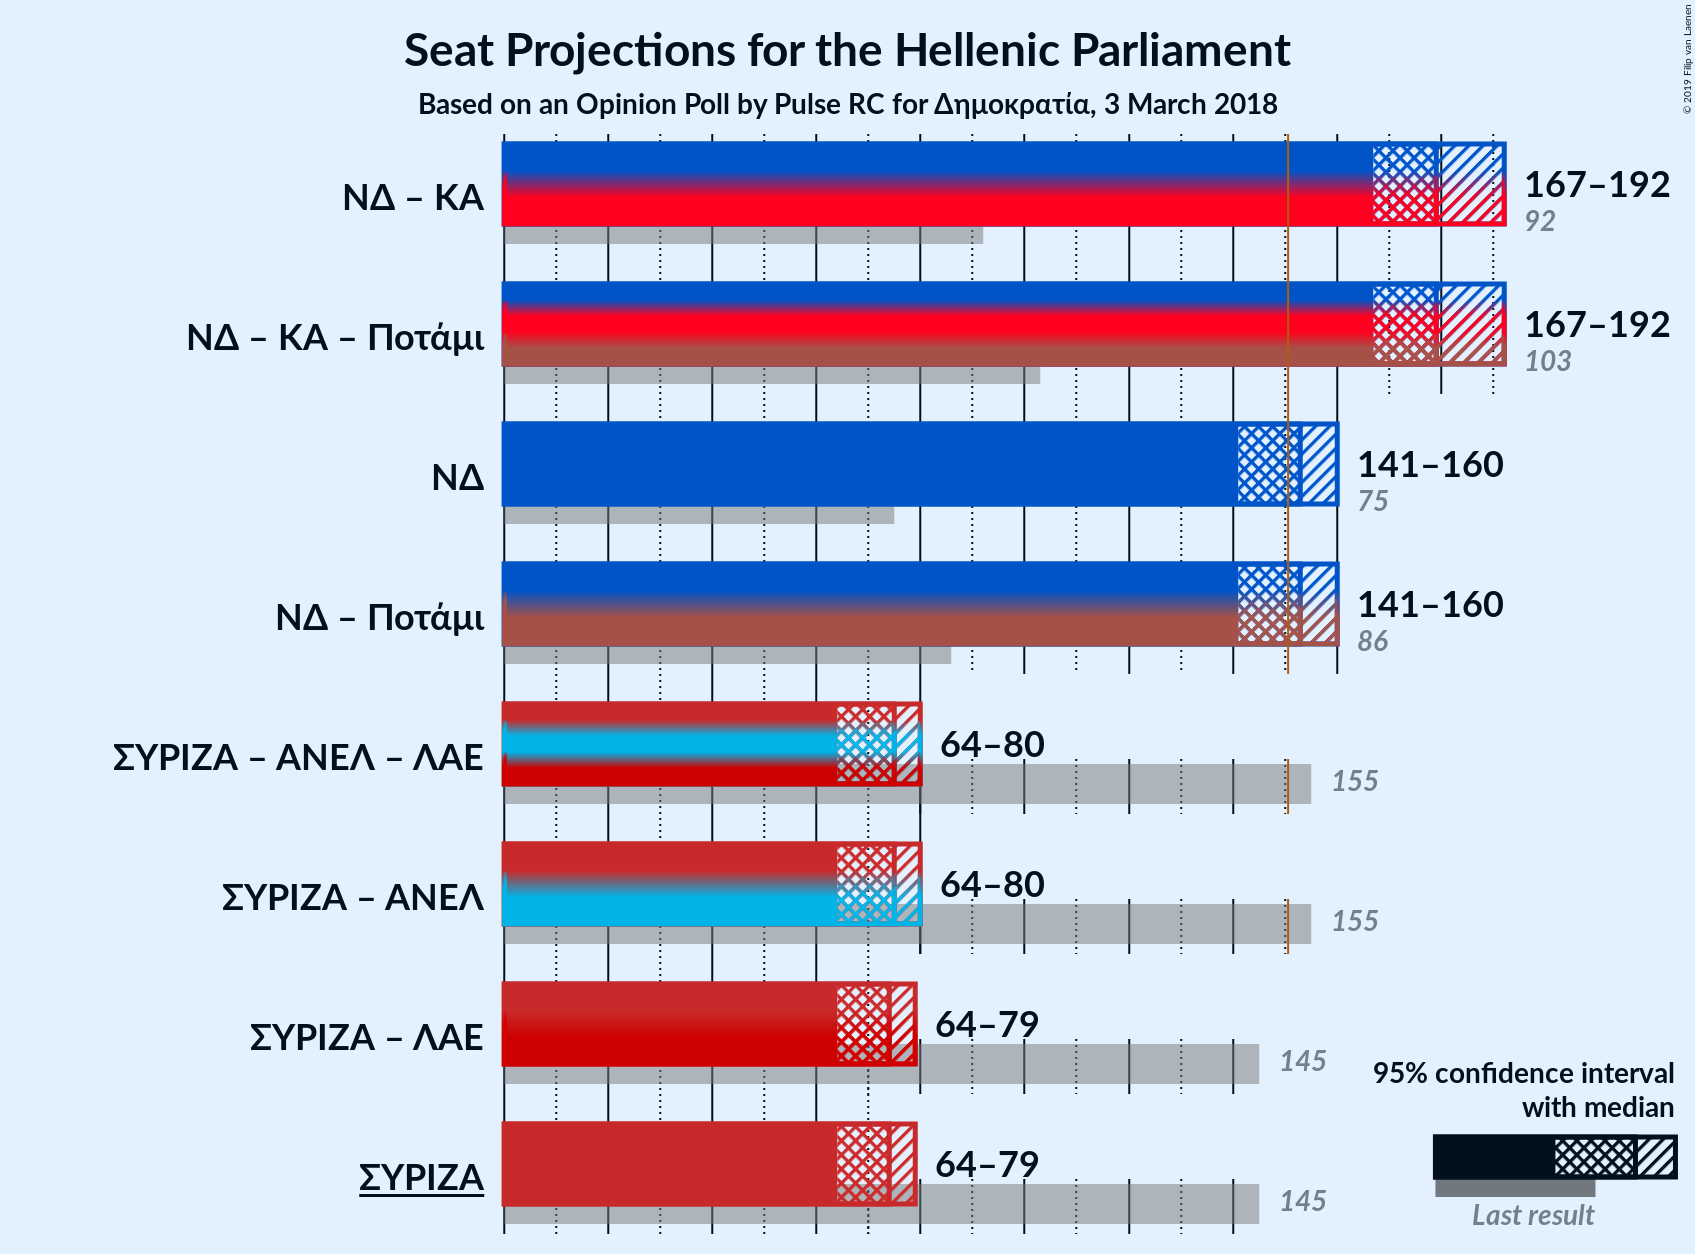 Seat Projections for the Hellenic Parliament
Based on an Opinion Poll by Pulse RC for Δημοκρατία, 3 March 2018
© 2019 Filip van Laenen
ΝΔ – ΚΑ
167–192
92
ΝΔ – ΚΑ – Ποτάμι
167–192
103
ΝΔ
141–160
75
ΝΔ – Ποτάμι
141–160
86
ΣΥΡΙΖΑ – ΑΝΕΛ – ΛΑΕ
64–80
155
ΣΥΡΙΖΑ – ΑΝΕΛ
64–80
155
ΣΥΡΙΖΑ – ΛΑΕ
64–79
145
ΣΥΡΙΖΑ
64–79
145
95% confidence interval
with median
Last result